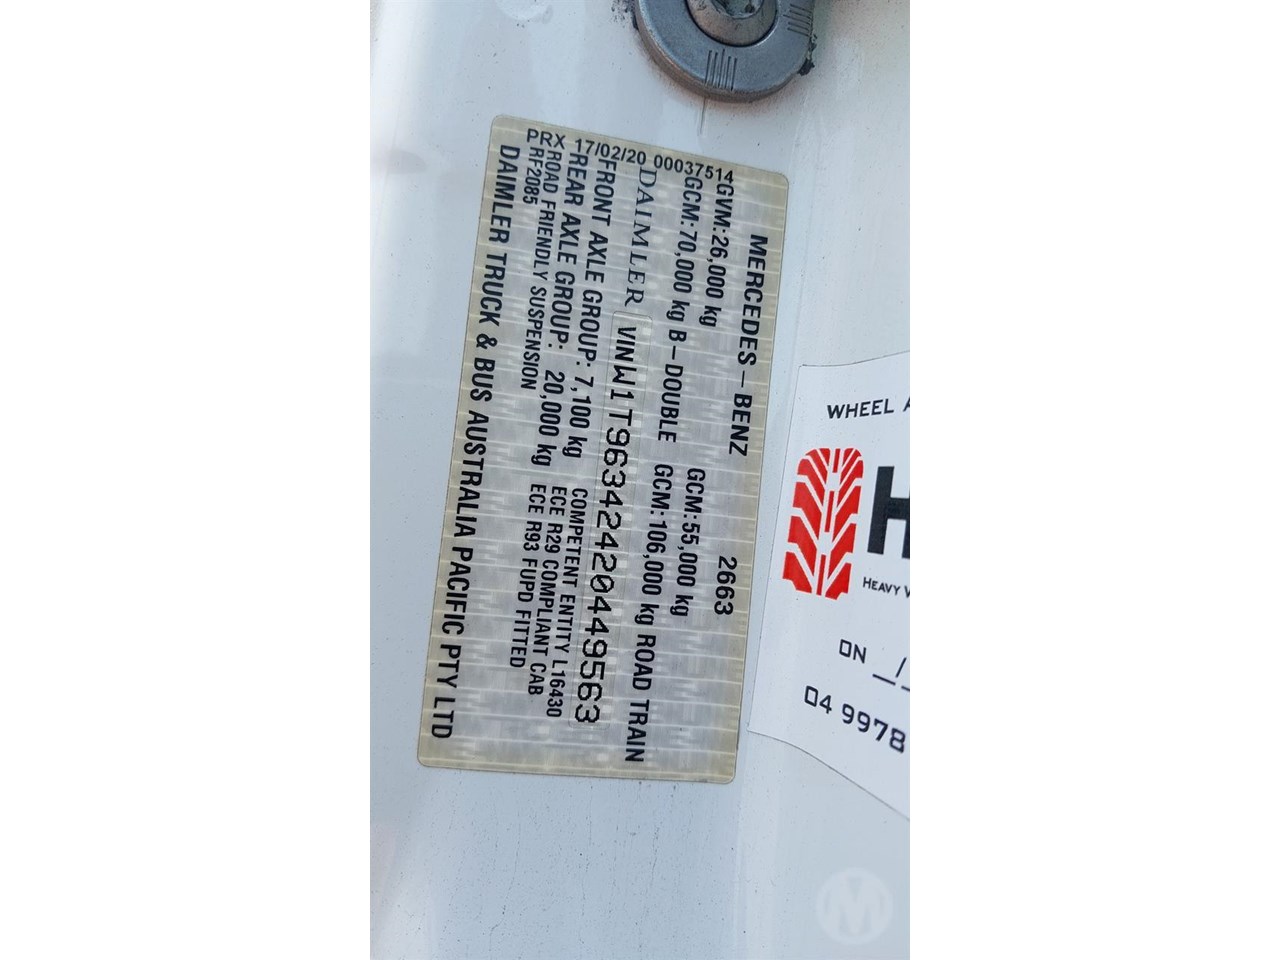 PRX 17/02/20 00037514
MERCEDES-BENZ 2663
GVM:26,000 kg GCM:55,000 kg
GCM:70,000 kg B-DOUBLE GCM:106,000 kg ROAD TRAIN
DAIMLER VINW1T96342420449563
FRONT AXLE GROUP: 7,100 kg COMPETENT ENTITY L16430
REAR AXLE GROUP: 20,000 kg ECE R29 COMPLIANT CAB
ROAD FRIENDLY SUSPENSION ECE R93 FUPD FITTED
RF2085
DAIMLER TRUCK & BUS AUSTRALIA PACIFIC PTY LTD
WHEEL
H
HEAVY
ON
04 9978
M